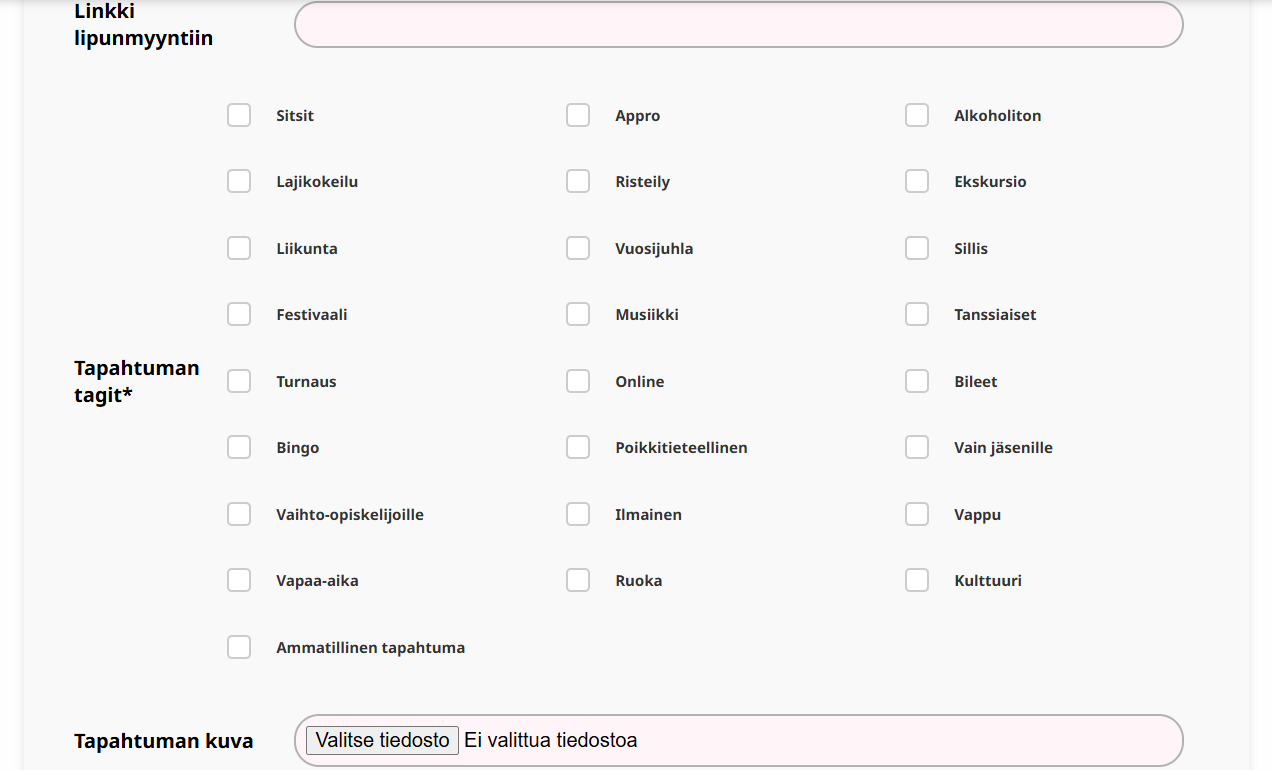 Linkki
lipunmyyntiin
Sitsit Appro Alkoholiton
Lajikokeilu Risteily Ekskursio
Liikunta Vuosijuhla Sillis
Festivaali Musiikki Tanssiaiset
Tapahtuman
tagit*
Turnaus Online Bileet
Bingo Poikkitieteellinen Vain jäsenille
Vaihto-opiskelijoille Ilmainen Vappu
Vapaa-aika Ruoka Kulttuuri
Ammatillinen tapahtuma
Tapahtuman kuva Valitse tiedosto Ei valittua tiedostoa